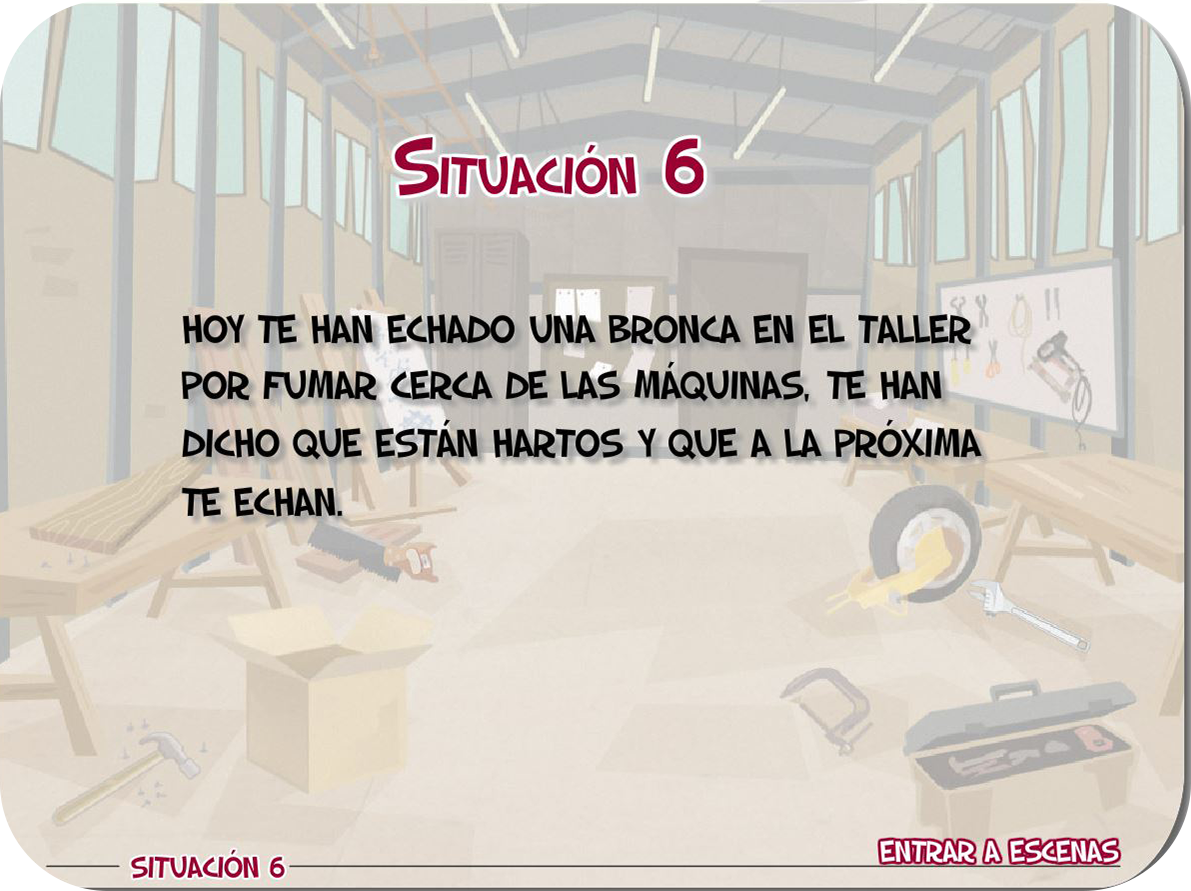 Situación 6
HOY TE HAN ECHADO UNA BRONCA EN EL TALLER
POR FUMAR CERCA DE LAS MÁQUINAS, TE HAN
DICHO QUE ESTÁN HARTOS Y QUE A LA PRÓXIMA
TE ECHAN.
ENTRAR A ESCENAS
SITUACIÓN 6